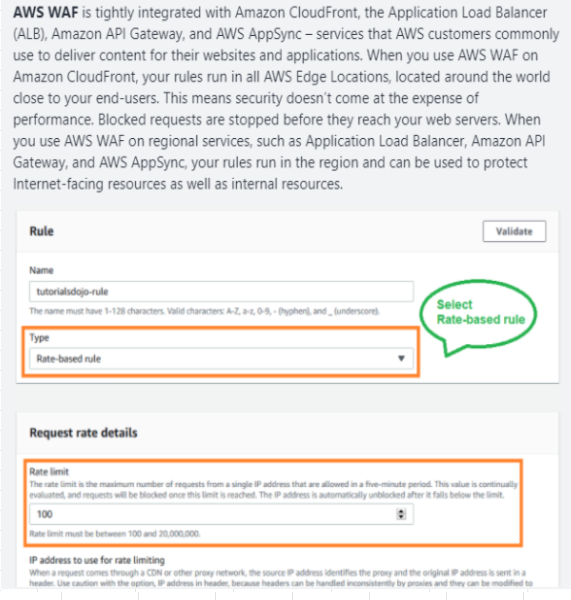 AWS WAF is tightly integrated with Amazon CloudFront, the Application Load Balancer
(ALB), Amazon API Gateway, and AWS AppSync – services that AWS customers commonly
use to deliver content for their websites and applications. When you use AWS WAF on
Amazon CloudFront, your rules run in all AWS Edge Locations, located around the world
close to your end-users. This means security doesn't come at the expense of
performance. Blocked requests are stopped before they reach your web servers. When
you use AWS WAF on regional services, such as Application Load Balancer, Amazon API
Gateway, and AWS AppSync, your rules run in the region and can be used to protect
Internet-facing resources as well as internal resources.
Rule
Validate
Name
tutorialsdojo-rule
The name must have 1-128 characters. Valid characters: A-Z, a-z, 0-9, - (hyphen), and _ (underscore).
Select
Rate-based rule
Type
Rate-based rule
Request rate details
Rate limit
The rate limit is the maximum number of requests from a single IP address that are allowed in a five-minute period. This value is continually
evaluated, and requests will be blocked once this limit is reached. The IP address is automatically unblocked after it falls below the limit.
100
Rate limit must be between 100 and 20,000,000.
IP address to use for rate limiting
When a request comes through a CDN or other proxy network, the source IP address identifies the proxy and the original IP address is sent in a
header. Use caution with the option, IP address in header, because headers can be handled inconsistently by proxies and they can be modified to